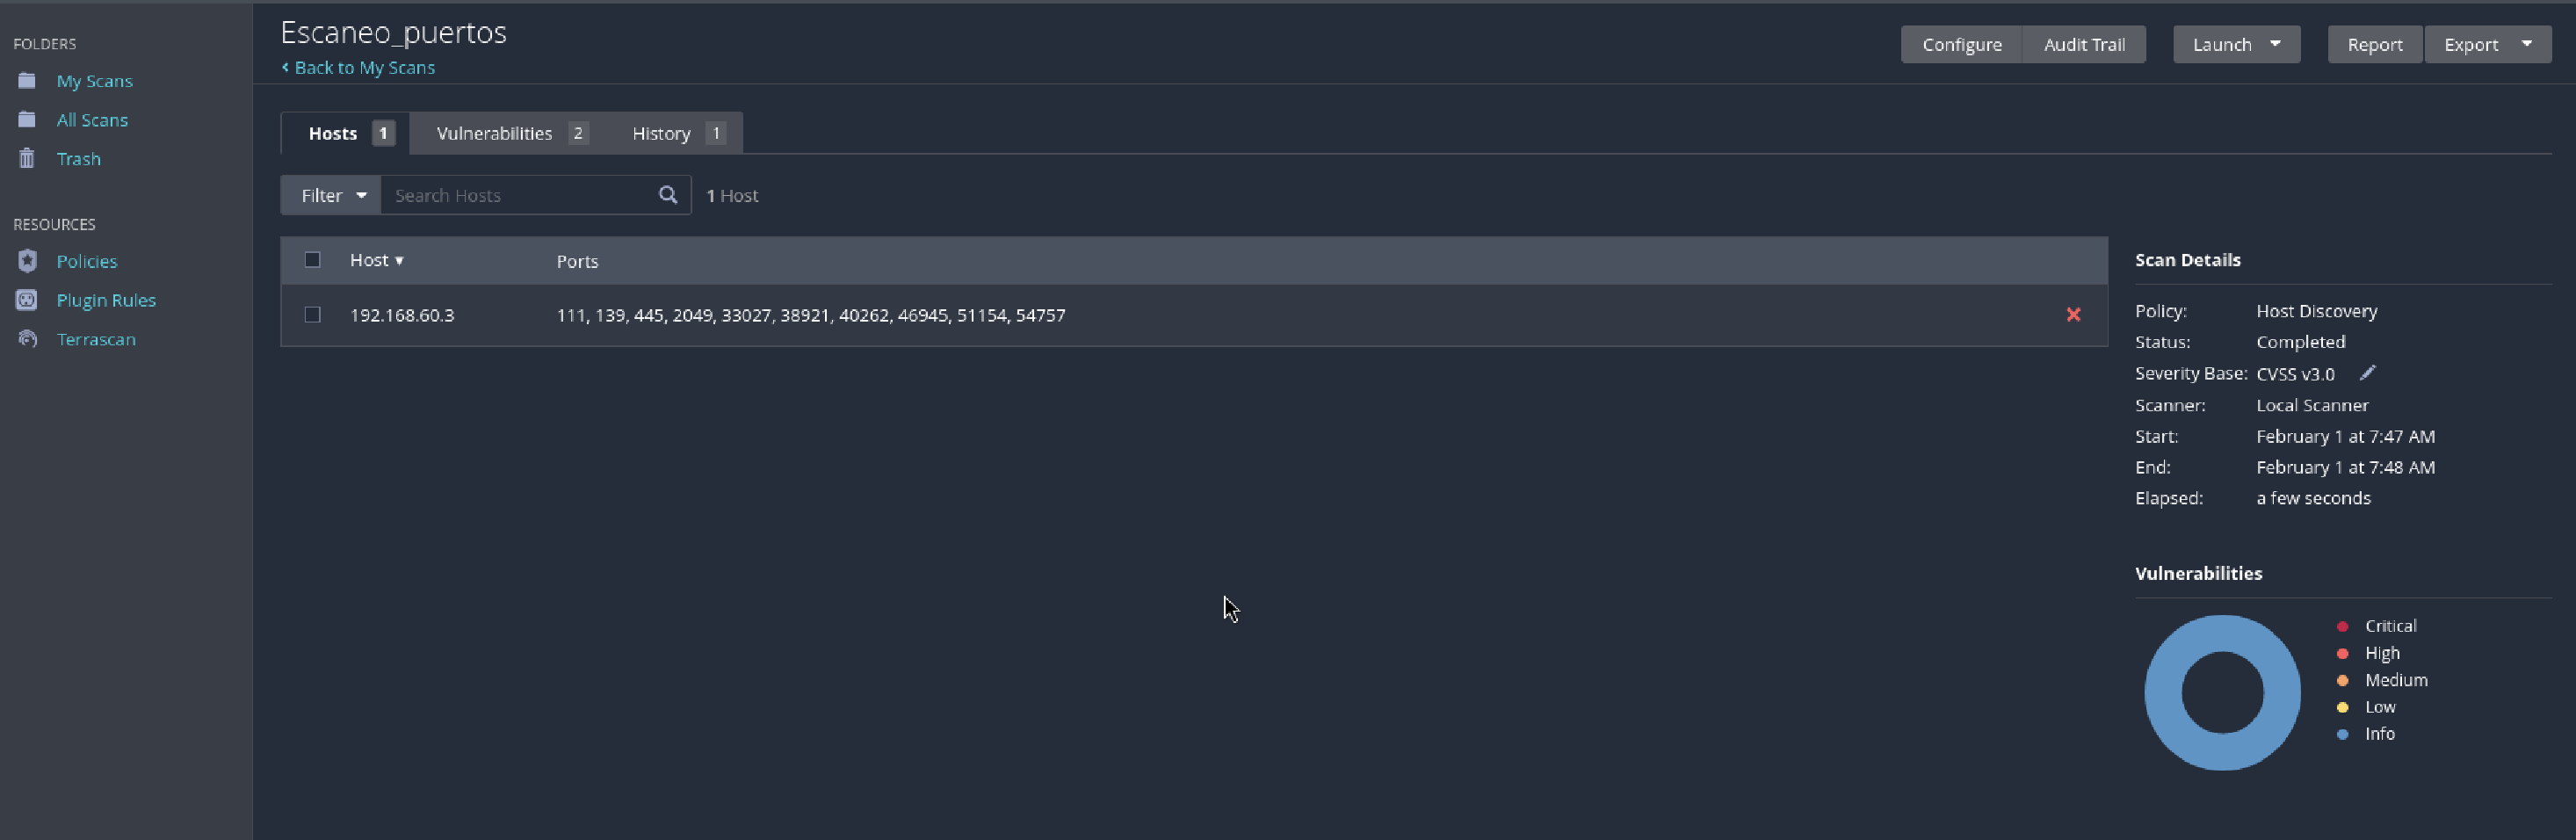 FOLDERS
My Scans
All Scans
Trash
RESOURCES
Policies
Plugin Rules
Terrascan
Escaneo_puertos
Back to My Scans
Configure Audit Trail Launch Report Export
Hosts 1 Vulnerabilities 2 History 1
Filter Search Hosts 1 Host
Host Ports
192.168.60.3 111, 139, 445, 2049, 33027, 38921, 40262, 46945, 51154, 54757
Scan Details
Policy: Host Discovery
Status: Completed
Severity Base: CVSS v3.0
Scanner: Local Scanner
Start: February 1 at 7:47 AM
End: February 1 at 7:48 AM
Elapsed: a few seconds
Vulnerabilities
Critical
High
Medium
Low
Info